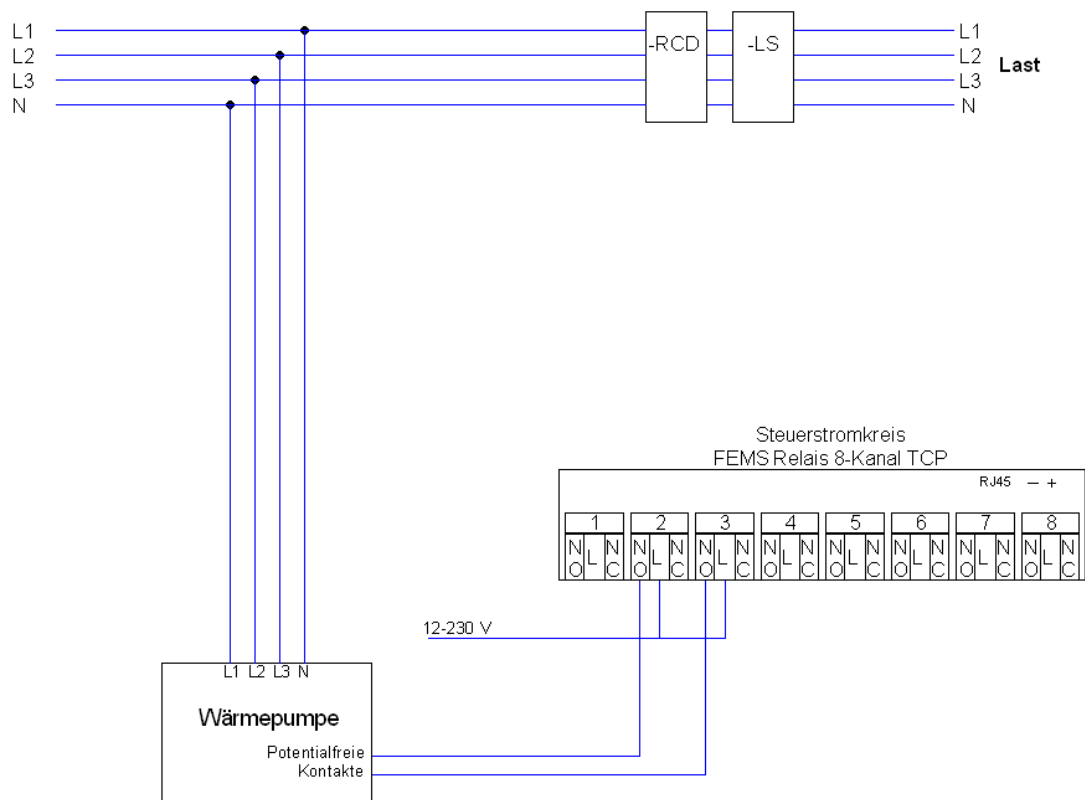 L1
L2
L3
N
-RCD
-LS
L1
L2
L3
N
Last
Steuerstromkreis
FEMS Relais 8-Kanal TCP
RJ45 – +
1 2 3 4 5 6 7 8
NO L NC NO L NC NO L NC NO L NC NO L NC NO L NC NO L NC NO L NC
12-230 V
L1 L2 L3 N
Wärmepumpe
Potentialfreie
Kontakte